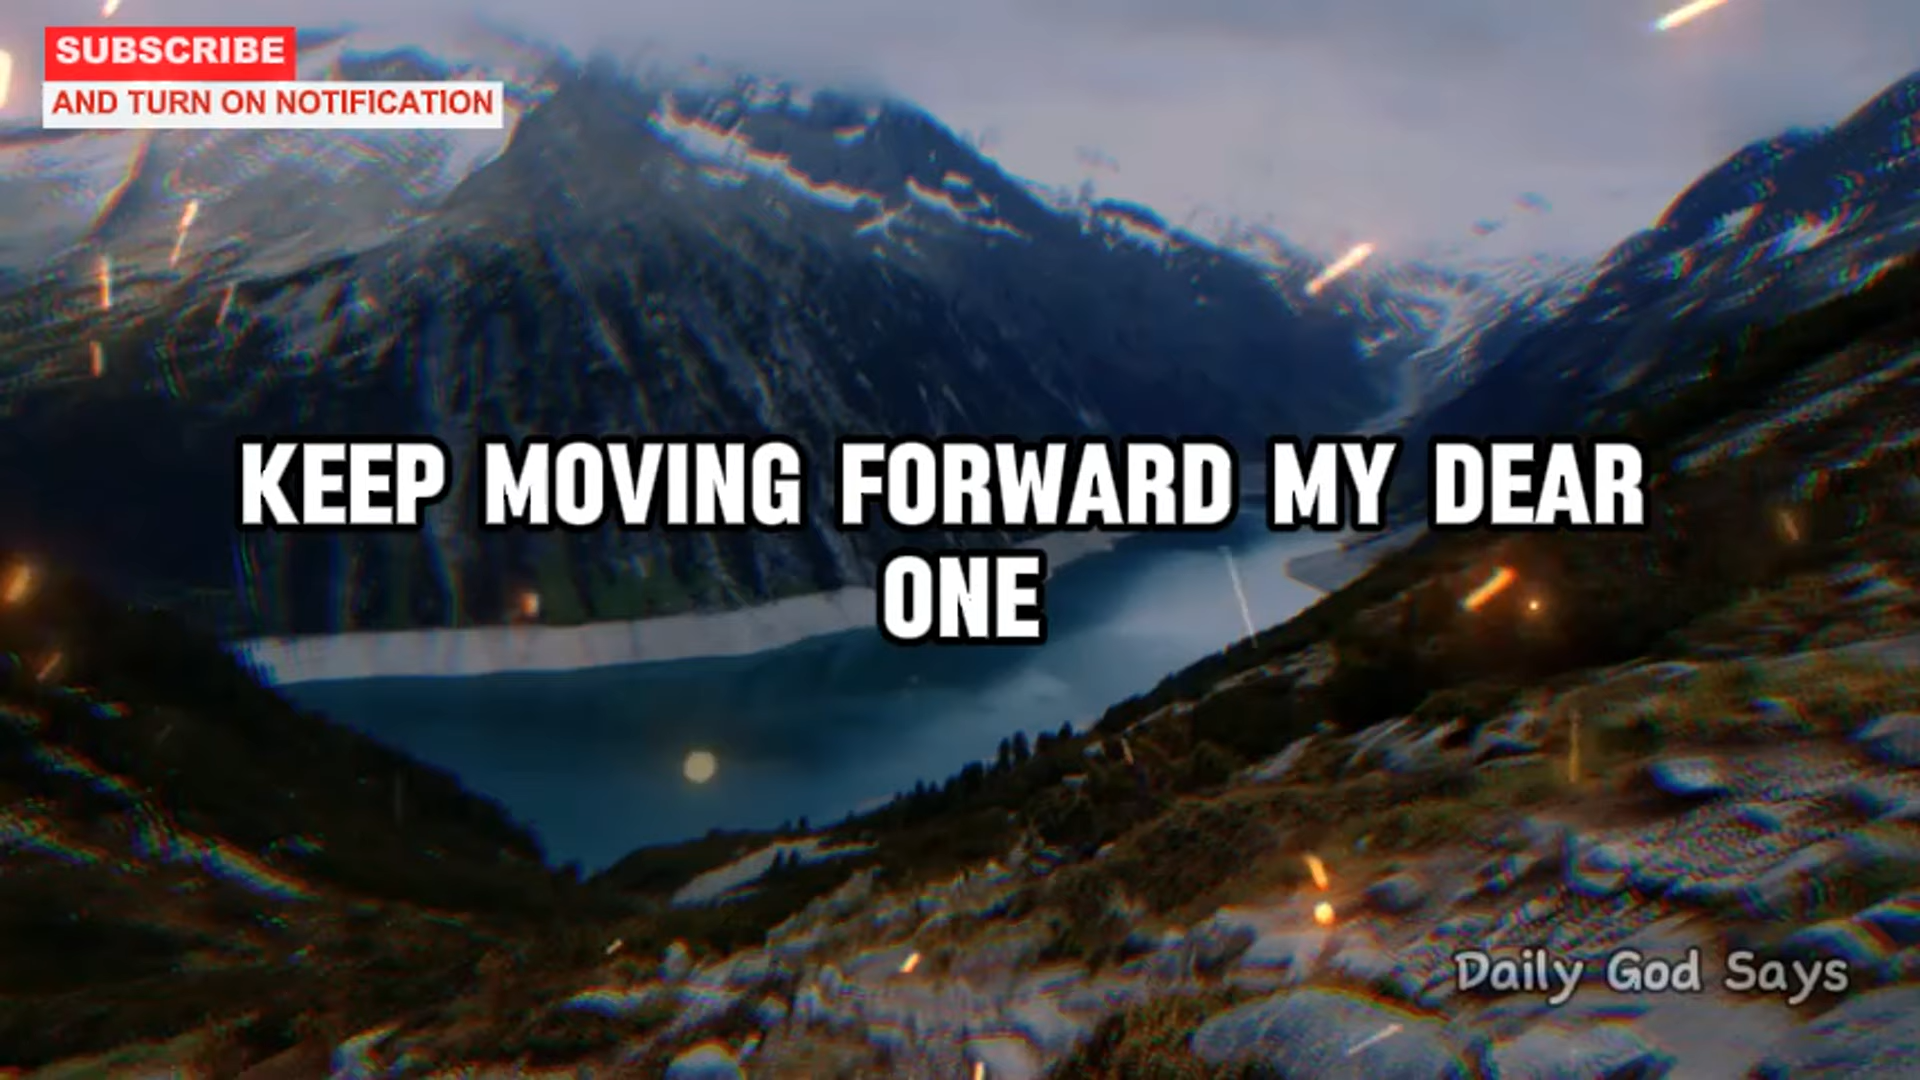 SUBSCRIBE
AND TURN ON NOTIFICATION
KEEP MOVING FORWARD MY DEAR
ONE
Daily God Says